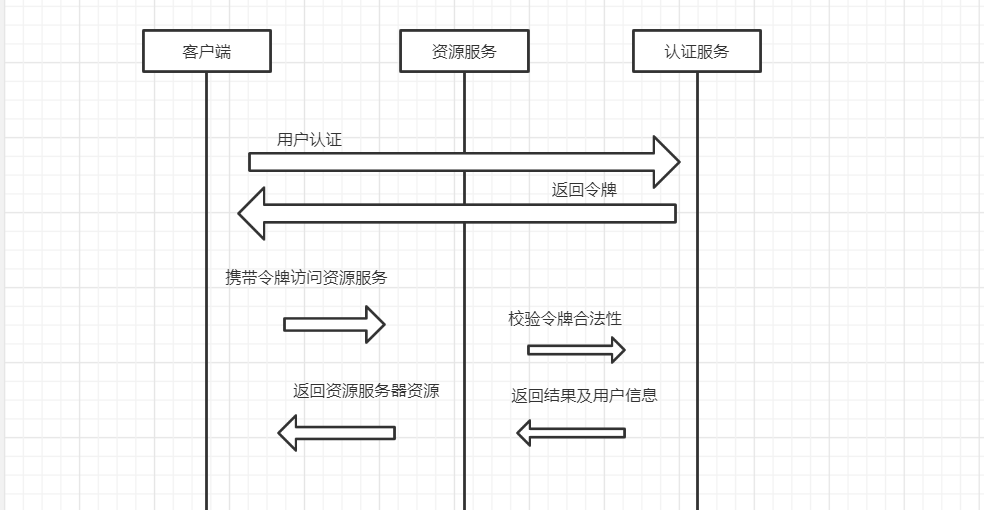 客户端
资源服务
认证服务
用户认证
返回令牌
携带令牌访问资源服务
校验令牌合法性
返回资源服务器资源
返回结果及用户信息